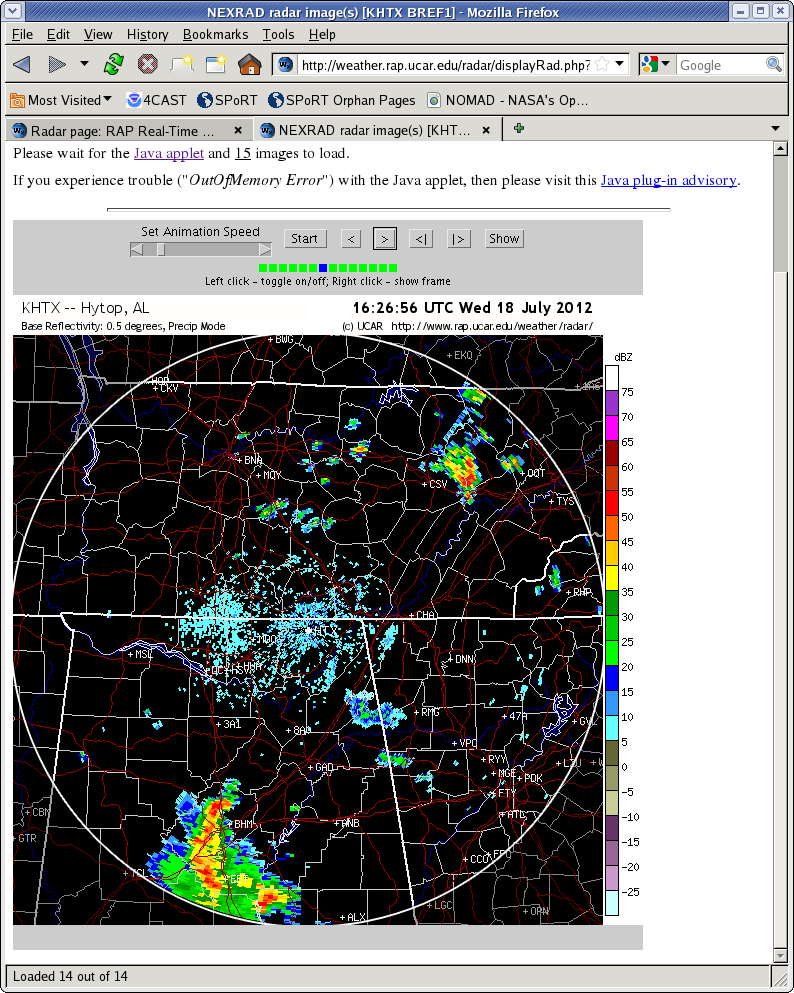 NEXRAD radar image(s) [KHTX BREF1] - Mozilla Firefox
File Edit View History Bookmarks Tools Help
http://weather.rap.ucar.edu/radar/displayRad.php?
Google
Most Visited 4CAST SPoRT SPoRT Orphan Pages NOMAD - NASA's Op...
Radar page: RAP Real-Time ... NEXRAD radar image(s) [KHT...
Please wait for the Java applet and 15 images to load.
If you experience trouble ("OutOfMemory Error") with the Java applet, then please visit this Java plug-in advisory.
Set Animation Speed
Start < > <| |> Show
Left click - toggle on/off; Right click - show frame
KHTX -- Hytop, AL 16:26:56 UTC Wed 18 July 2012
Base Reflectivity: 0.5 degrees, Precip Mode (c) UCAR http://www.rap.ucar.edu/weather/radar/
dBZ
75
70
65
60
55
50
45
40
35
30
25
20
15
10
5
0
-5
-10
-15
-20
-25
+BWG
+EKQ
+CKV
+BNA
+MQY
+CSV
+OQT
+TYS
+RHP
+CHA
+MSL
+DNN
+3A1
+8A0
+RMG
+47A
+VPC
+RYY
+GAD
+MGE
+PDK
+FTY
+ATL
+CBM
+GTR
+BHM
+ANB
+CCO
+TCL
+LGC
+ALX
+OPN
Loaded 14 out of 14